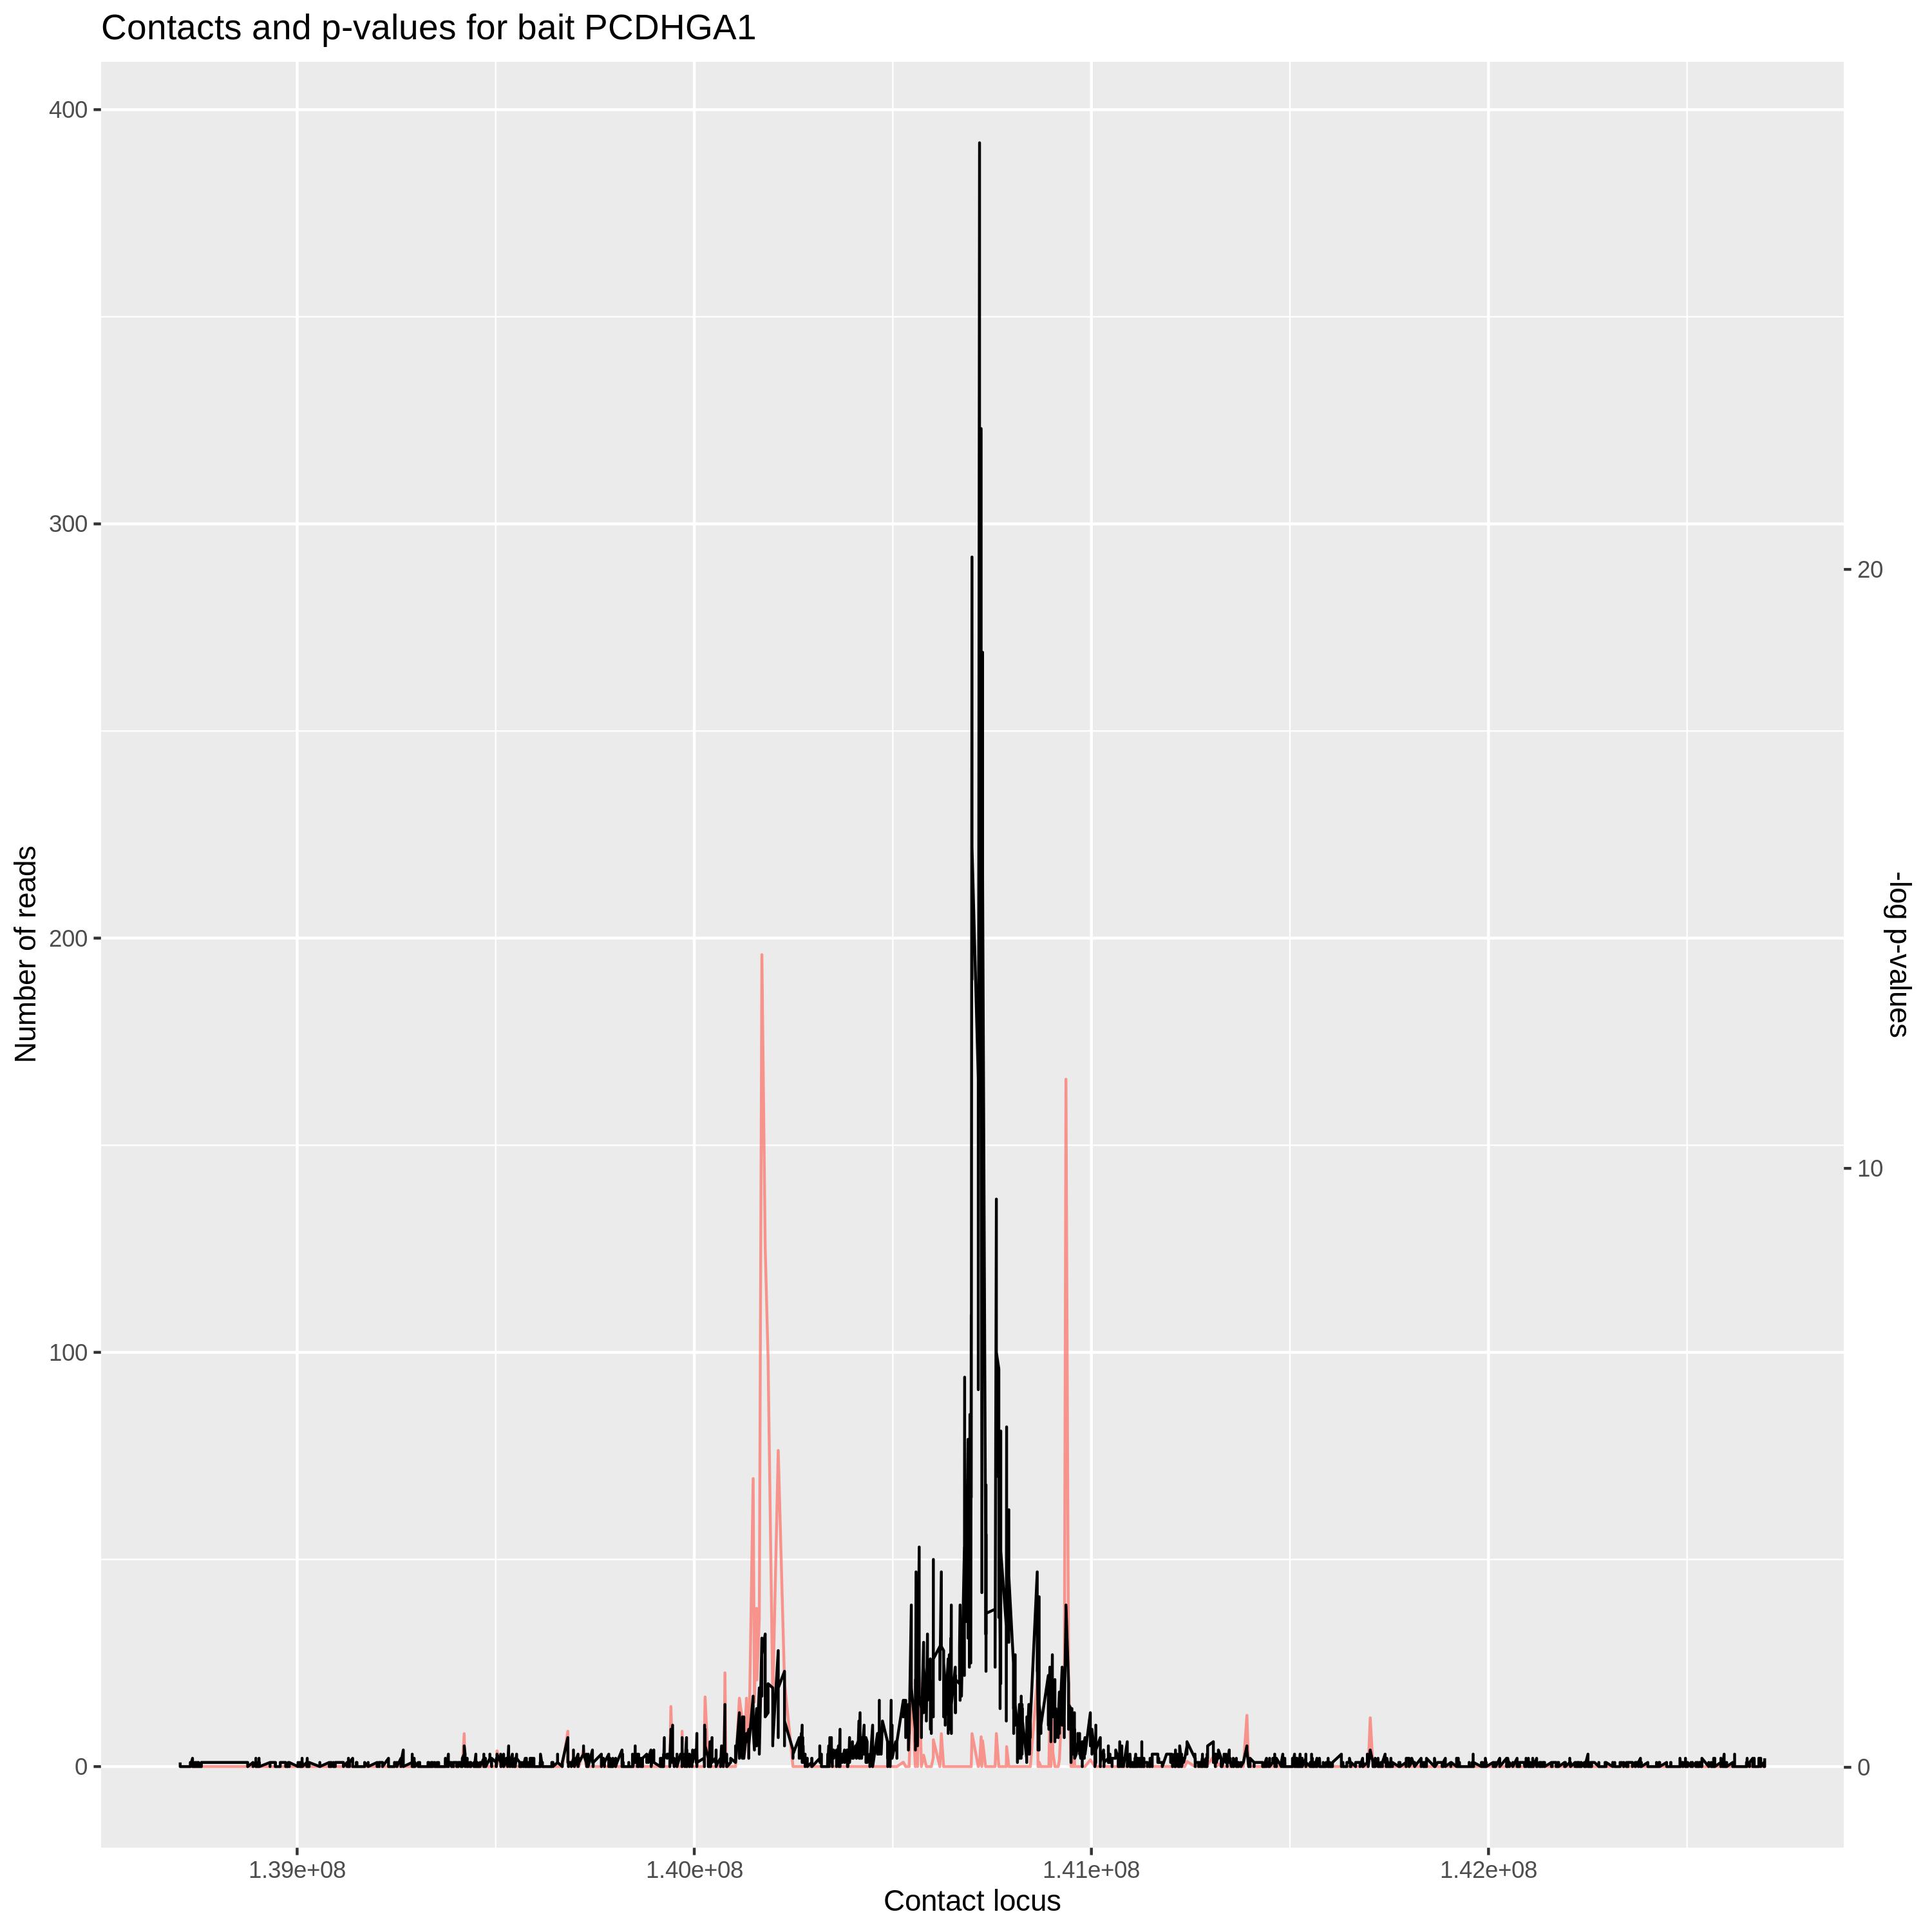 Contacts and p-values for bait PCDHGA1
400
300
200
100
0
Number of reads
20
10
0
-log p-values
1.39e+08
1.40e+08
1.41e+08
1.42e+08
Contact locus